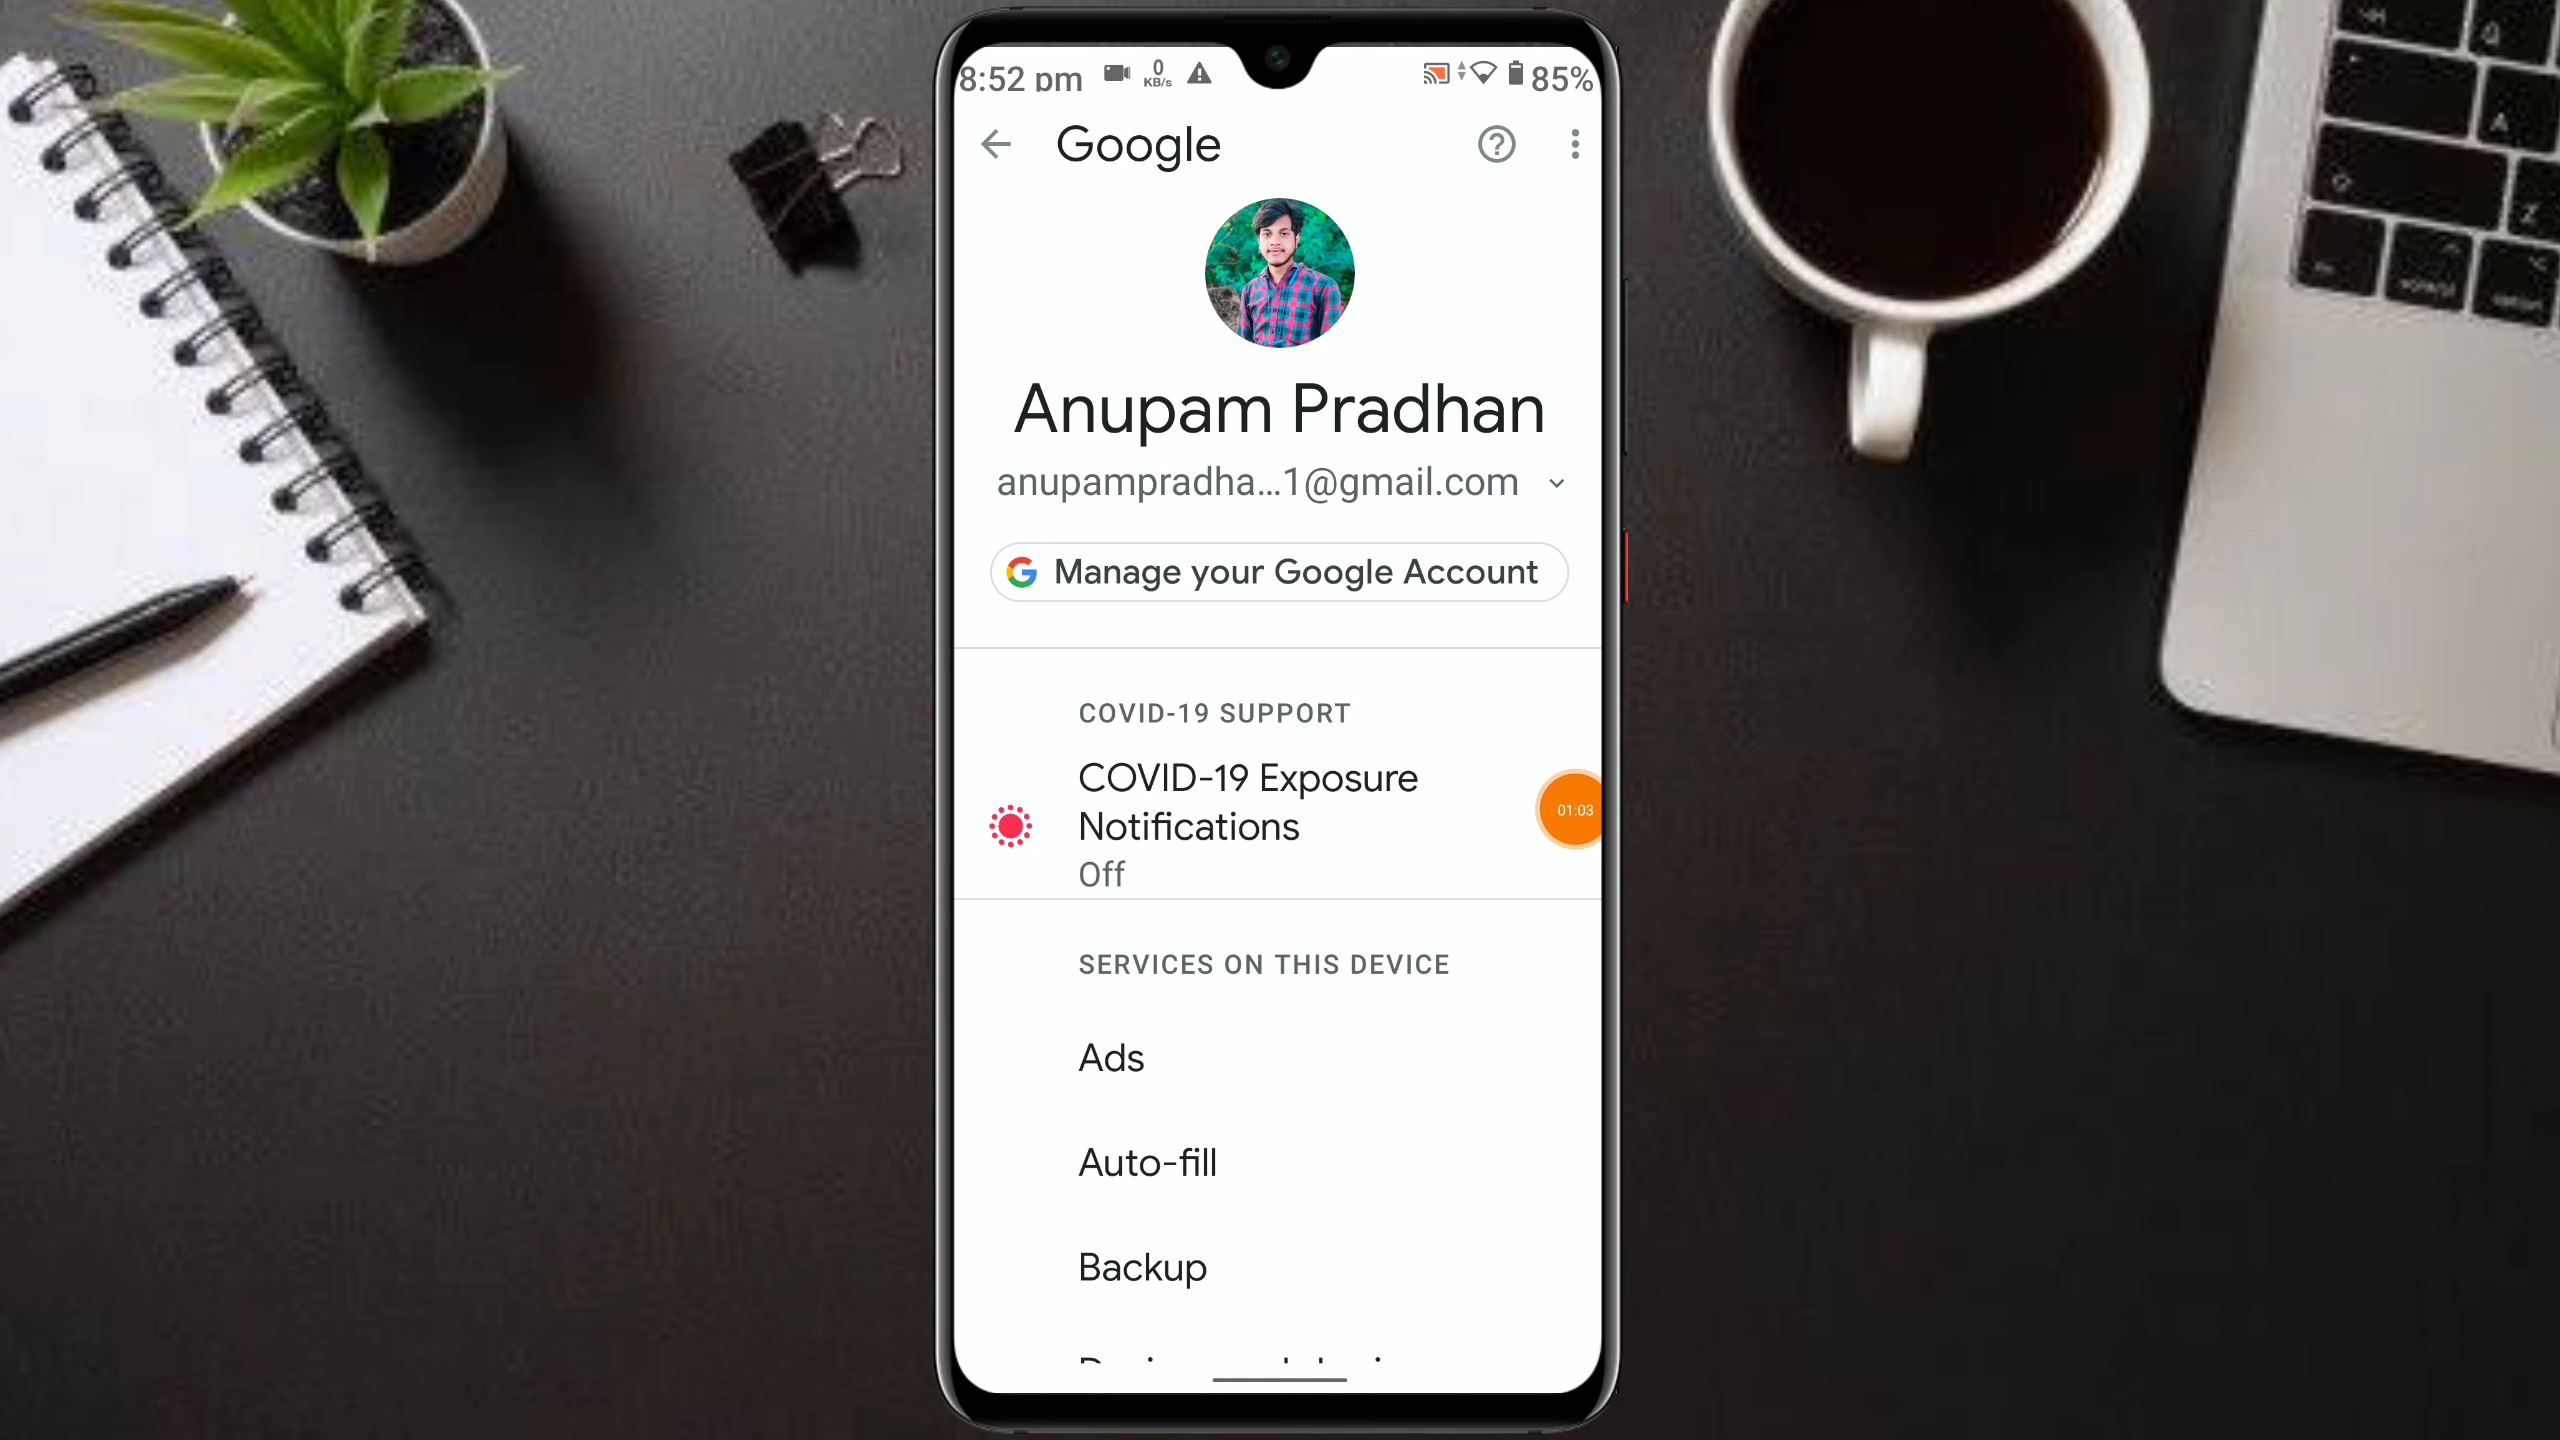 8:52 pm 0 KB/s 85%
Google
Anupam Pradhan
anupampradha...1@gmail.com
Manage your Google Account
COVID-19 SUPPORT
COVID-19 Exposure
Notifications
Off
01:03
SERVICES ON THIS DEVICE
Ads
Auto-fill
Backup